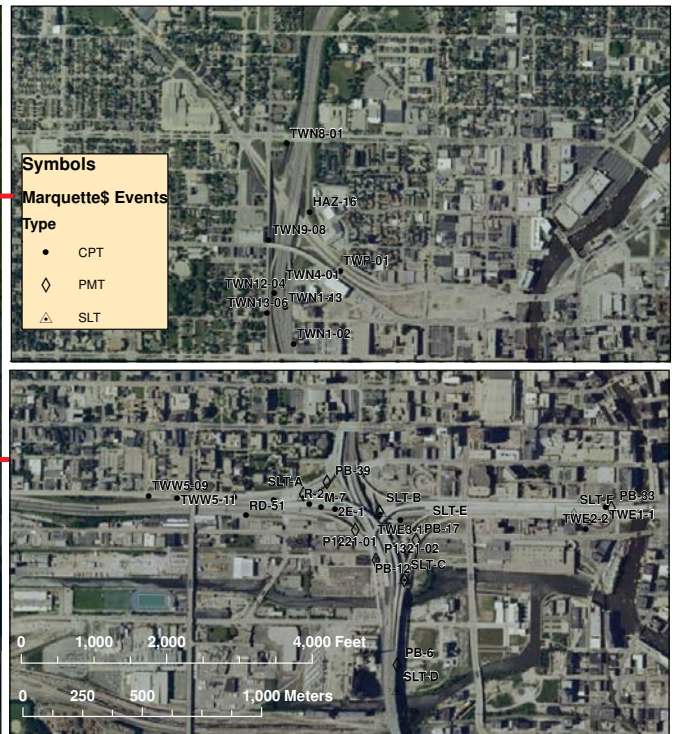 TWN8-01
Symbols
Marquette$ Events
Type
CPT
PMT
SLT
HAZ-16
TWN9-08
TWP-01
TWN4-01
TWN12-04
TWN1-13
TWN13-06
TWN1-02
PB-39
SLT-A
TWW5-09
TWW5-11
R-2
M-7
SLT-B
SLT-F
PB-33
RD-51
2E-1
SLT-E
TWE1-1
TWE2-2
TWE3-1
PB-17
P1221-01
P1321-02
PB-12
SLT-C
0 1,000 2,000 4,000 Feet
PB-6
SLT-D
0 250 500 1,000 Meters